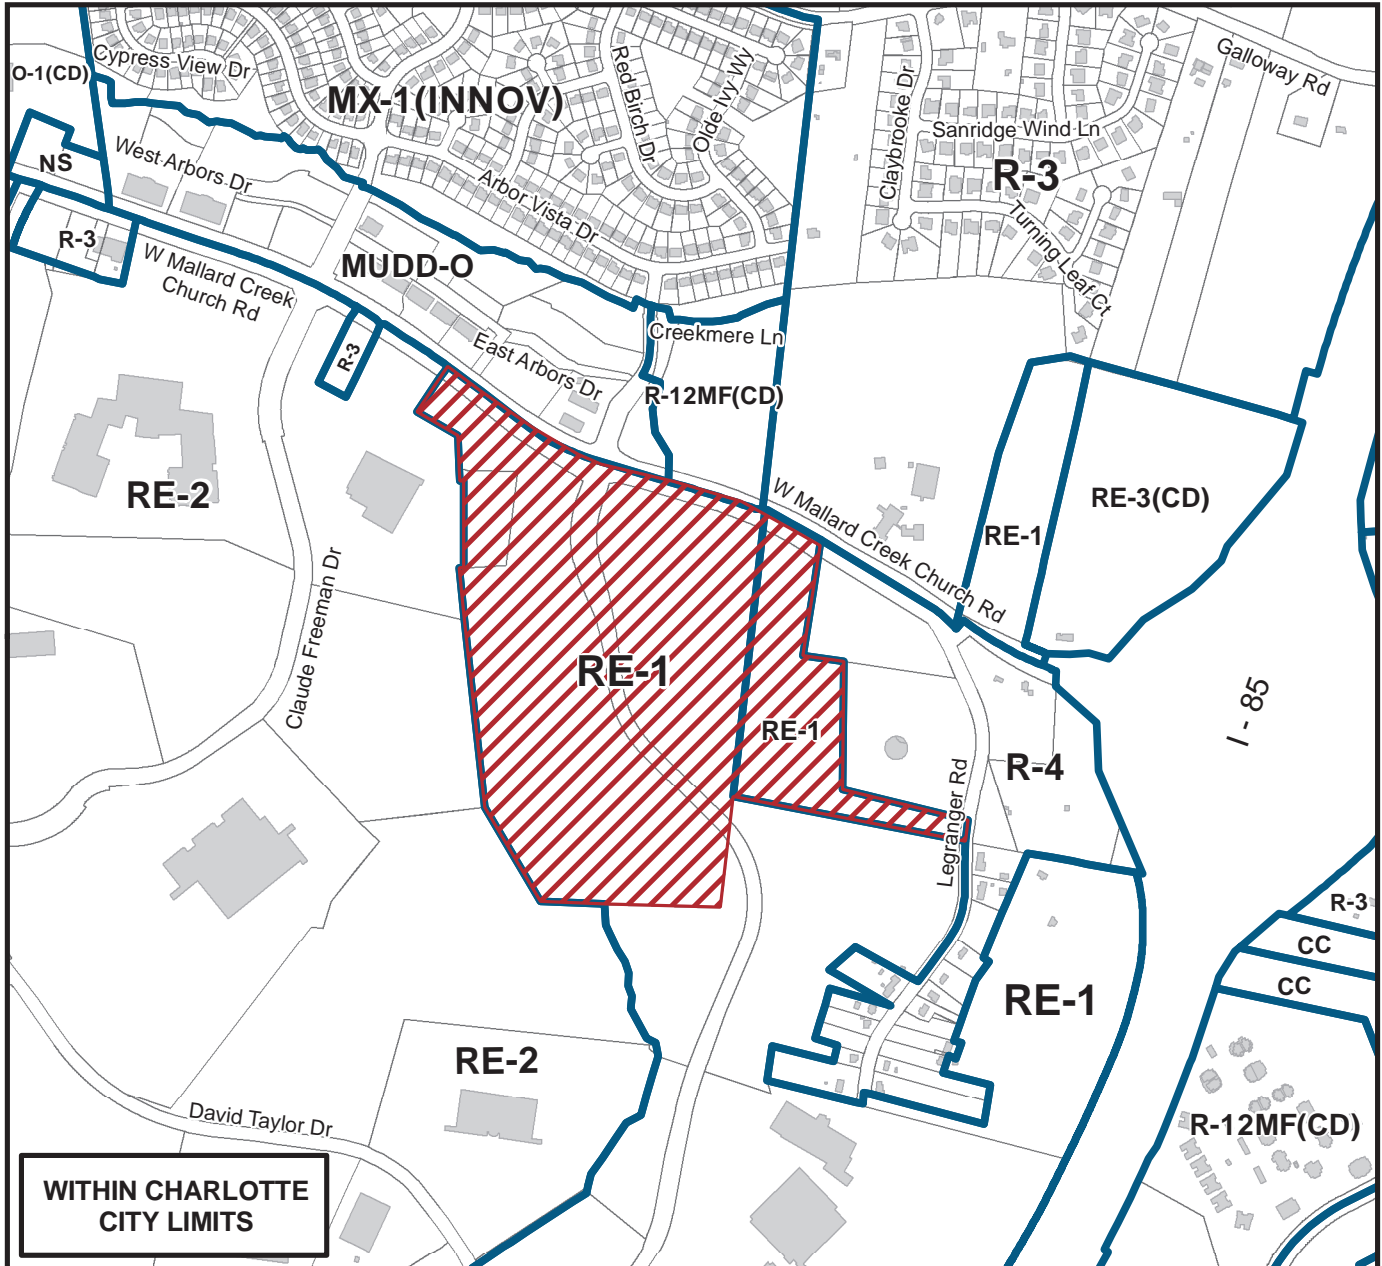 Cypress View Dr
O-1(CD)
MX-1(INNOV)
Red Birch Dr
Olde Ivy Wy
Claybrooke Dr
Galloway Rd
Sanridge Wind Ln
R-3
NS
West Arbors Dr
Arbor Vista Dr
Turning Leaf Ct
R-3
W Mallard Creek
Church Rd
MUDD-O
Creekmere Ln
R-3
East Arbors Dr
R-12MF(CD)
RE-2
W Mallard Creek Church Rd
RE-1
RE-3(CD)
Claude Freeman Dr
RE-1
RE-1
I - 85
R-4
Legranger Rd
R-3
CC
CC
RE-1
RE-2
David Taylor Dr
R-12MF(CD)
WITHIN CHARLOTTE
CITY LIMITS